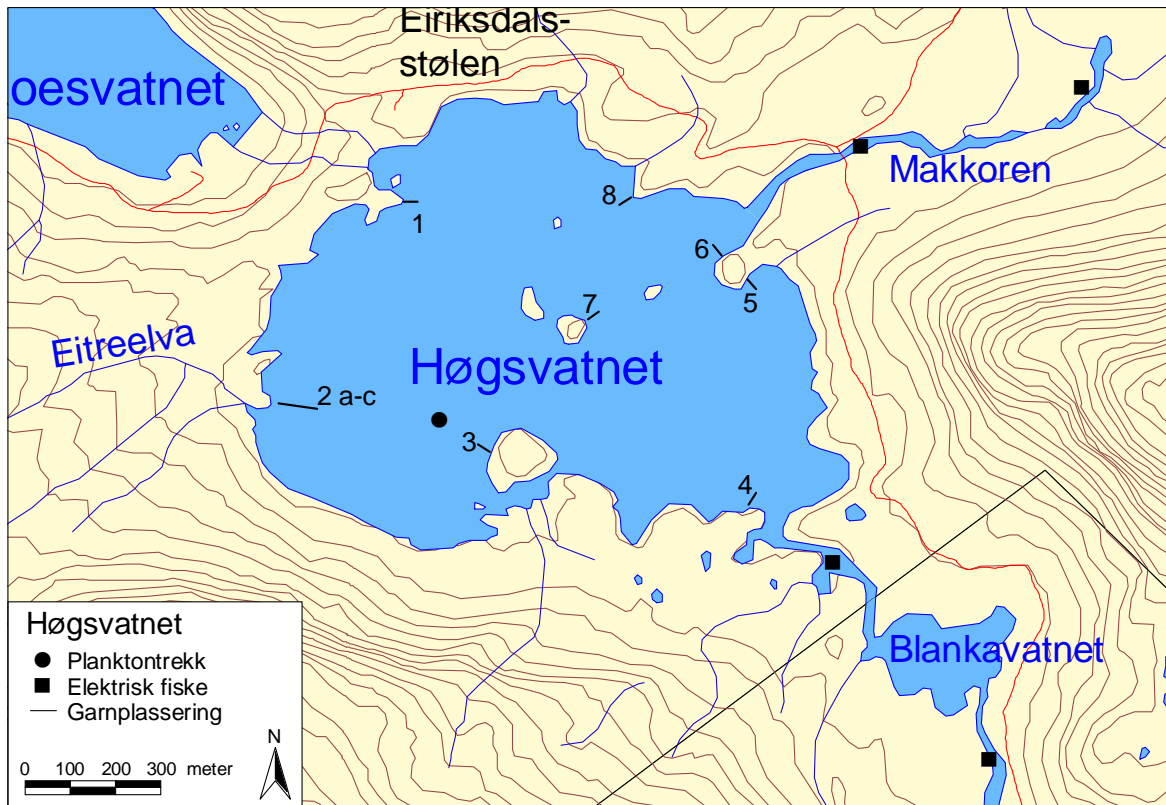 Eiriksdals-
stølen
oesvatnet
Makkoren
8
1
6
5
7
Eitreelva
Høgsvatnet
2 a-c
3
4
Blankavatnet
Høgsvatnet
Planktontrekk
Elektrisk fiske
Garnplassering
N
0 100 200 300 meter